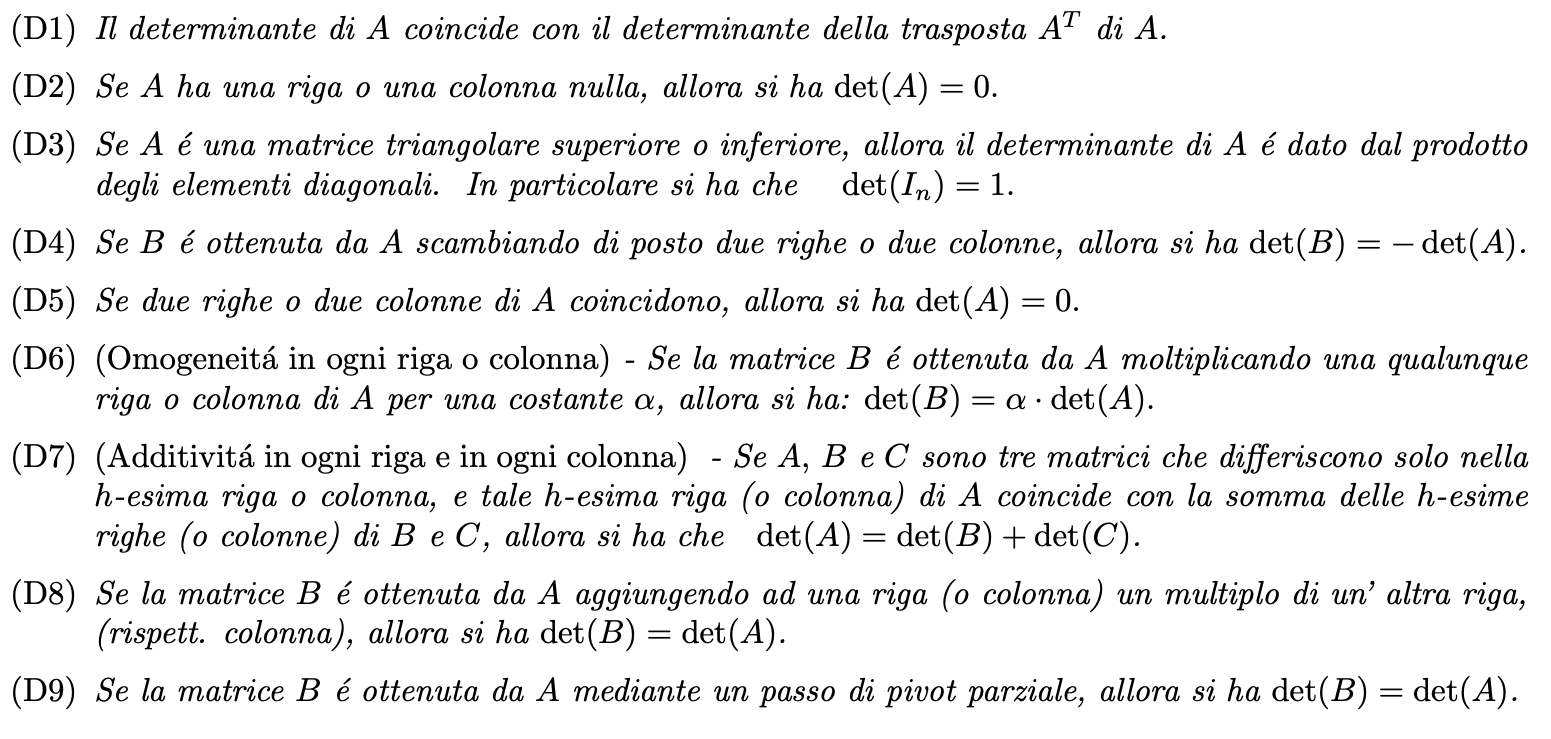 (D1) Il determinante di A coincide con il determinante della trasposta Aᵀ di A.
(D2) Se A ha una riga o una colonna nulla, allora si ha det(A) = 0.
(D3) Se A é una matrice triangolare superiore o inferiore, allora il determinante di A é dato dal prodotto
degli elementi diagonali. In particolare si ha che det(Iₙ) = 1.
(D4) Se B é ottenuta da A scambiando di posto due righe o due colonne, allora si ha det(B) = − det(A).
(D5) Se due righe o due colonne di A coincidono, allora si ha det(A) = 0.
(D6) (Omogeneitá in ogni riga o colonna) - Se la matrice B é ottenuta da A moltiplicando una qualunque
riga o colonna di A per una costante α, allora si ha: det(B) = α · det(A).
(D7) (Additivitá in ogni riga e in ogni colonna) - Se A, B e C sono tre matrici che differiscono solo nella
h-esima riga o colonna, e tale h-esima riga (o colonna) di A coincide con la somma delle h-esime
righe (o colonne) di B e C, allora si ha che det(A) = det(B) + det(C).
(D8) Se la matrice B é ottenuta da A aggiungendo ad una riga (o colonna) un multiplo di un' altra riga,
(rispett. colonna), allora si ha det(B) = det(A).
(D9) Se la matrice B é ottenuta da A mediante un passo di pivot parziale, allora si ha det(B) = det(A).